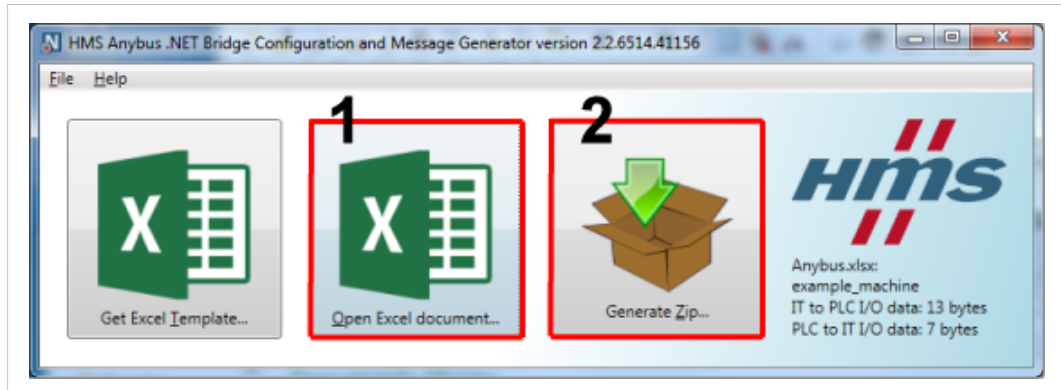 HMS Anybus .NET Bridge Configuration and Message Generator version 2.2.6514.41156
File Help
1
2
X
X
Get Excel Template...
Open Excel document...
Generate Zip...
HMS
Anybus.xlsx:
example_machine
IT to PLC I/O data: 13 bytes
PLC to IT I/O data: 7 bytes